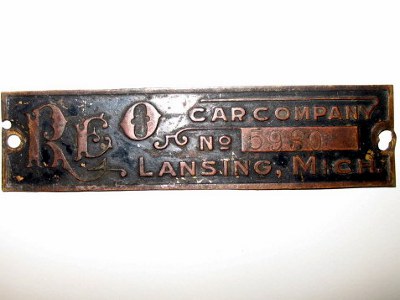 REO CAR COMPANY
NO
LANSING, MICH.